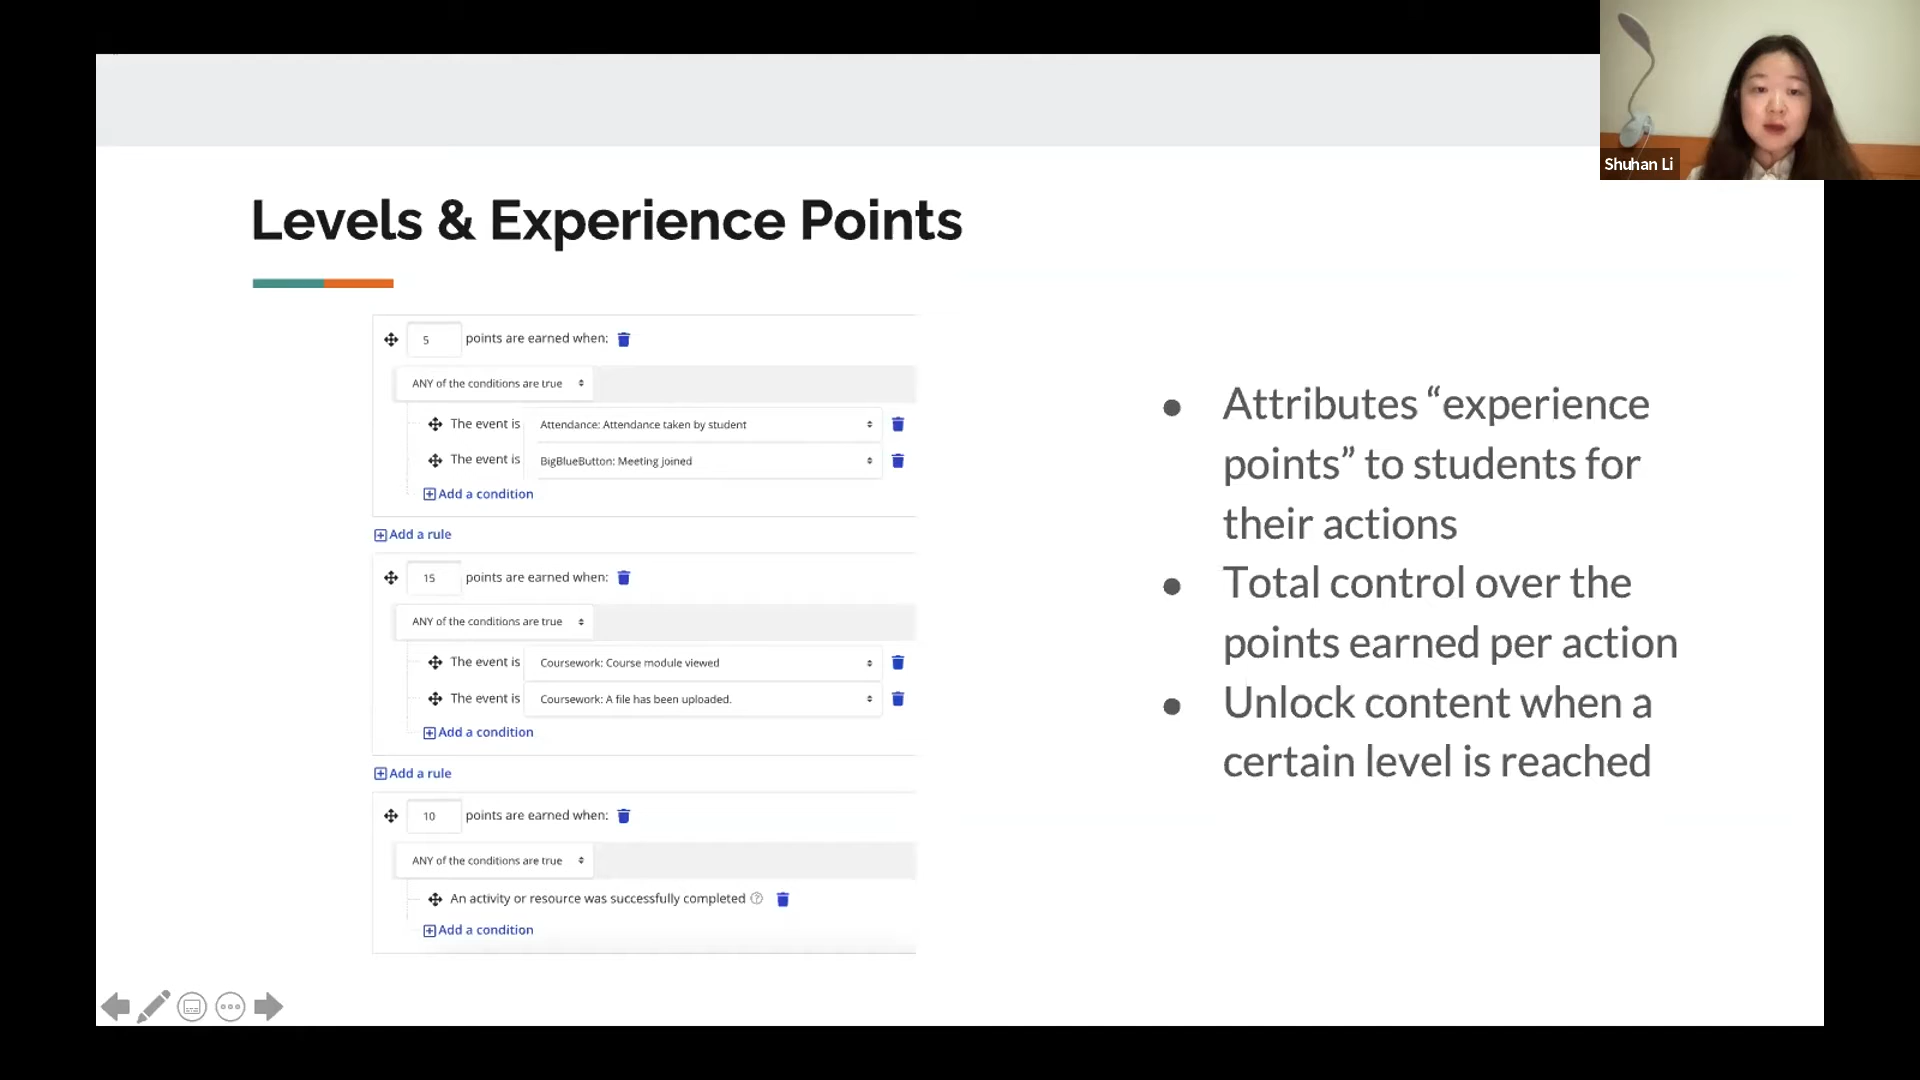 Shuhan Li
Levels & Experience Points
5 points are earned when:
ANY of the conditions are true
The event is Attendance: Attendance taken by student
The event is BigBlueButton: Meeting joined
Add a condition
Add a rule
15 points are earned when:
ANY of the conditions are true
The event is Coursework: Course module viewed
The event is Coursework: A file has been uploaded.
Add a condition
Add a rule
10 points are earned when:
ANY of the conditions are true
An activity or resource was successfully completed
Add a condition
● Attributes “experience
points” to students for
their actions
● Total control over the
points earned per action
● Unlock content when a
certain level is reached